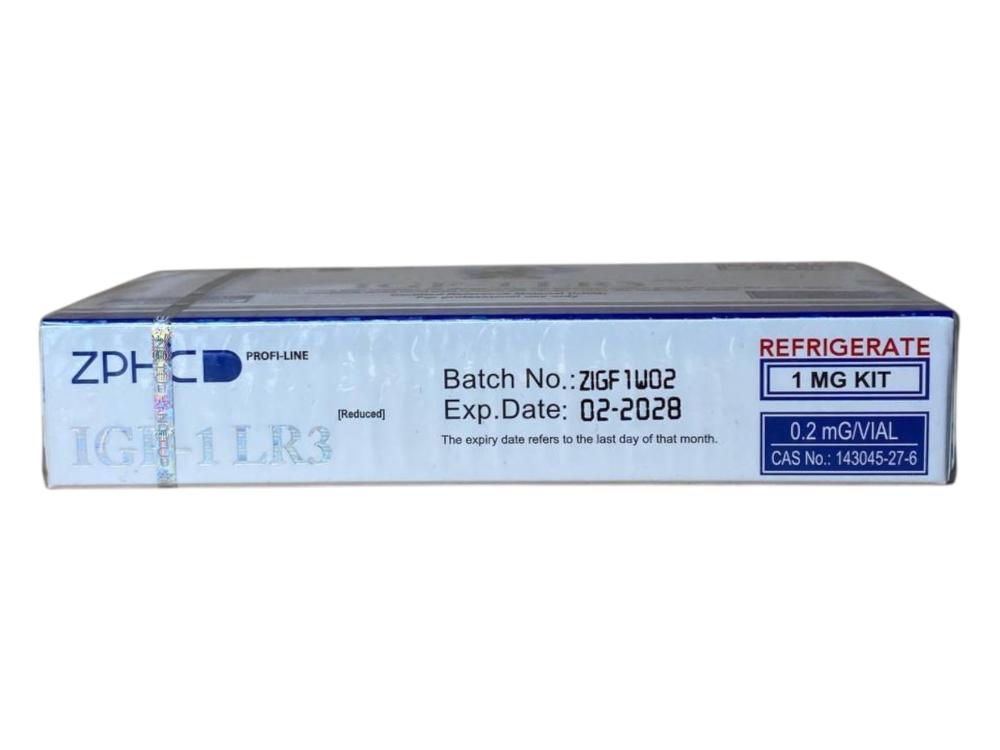 ZPHC PROFI-LINE
[Reduced]
IGF-1 LR3
Batch No.: ZIGF1W02
Exp.Date: 02-2028
The expiry date refers to the last day of that month.
REFRIGERATE
1 MG KIT
0.2 mG/VIAL
CAS No.: 143045-27-6